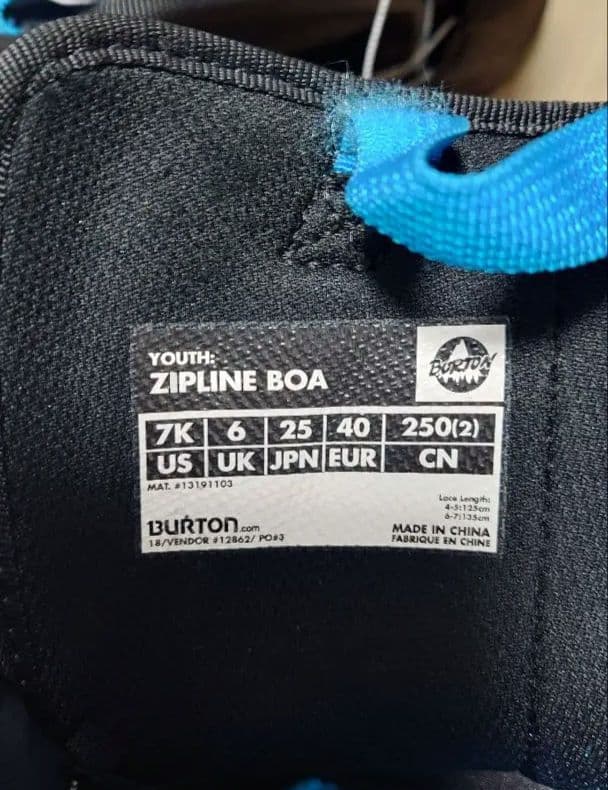 YOUTH:
ZIPLINE BOA
BURTON
7K 6 25 40 250(2)
US UK JPN EUR CN
MAT. #13191103
Lace Length:
4-5:125cm
6-7:135cm
BURTON.com
18/VENDOR #12862/ PO#3
MADE IN CHINA
FABRIQUE EN CHINE